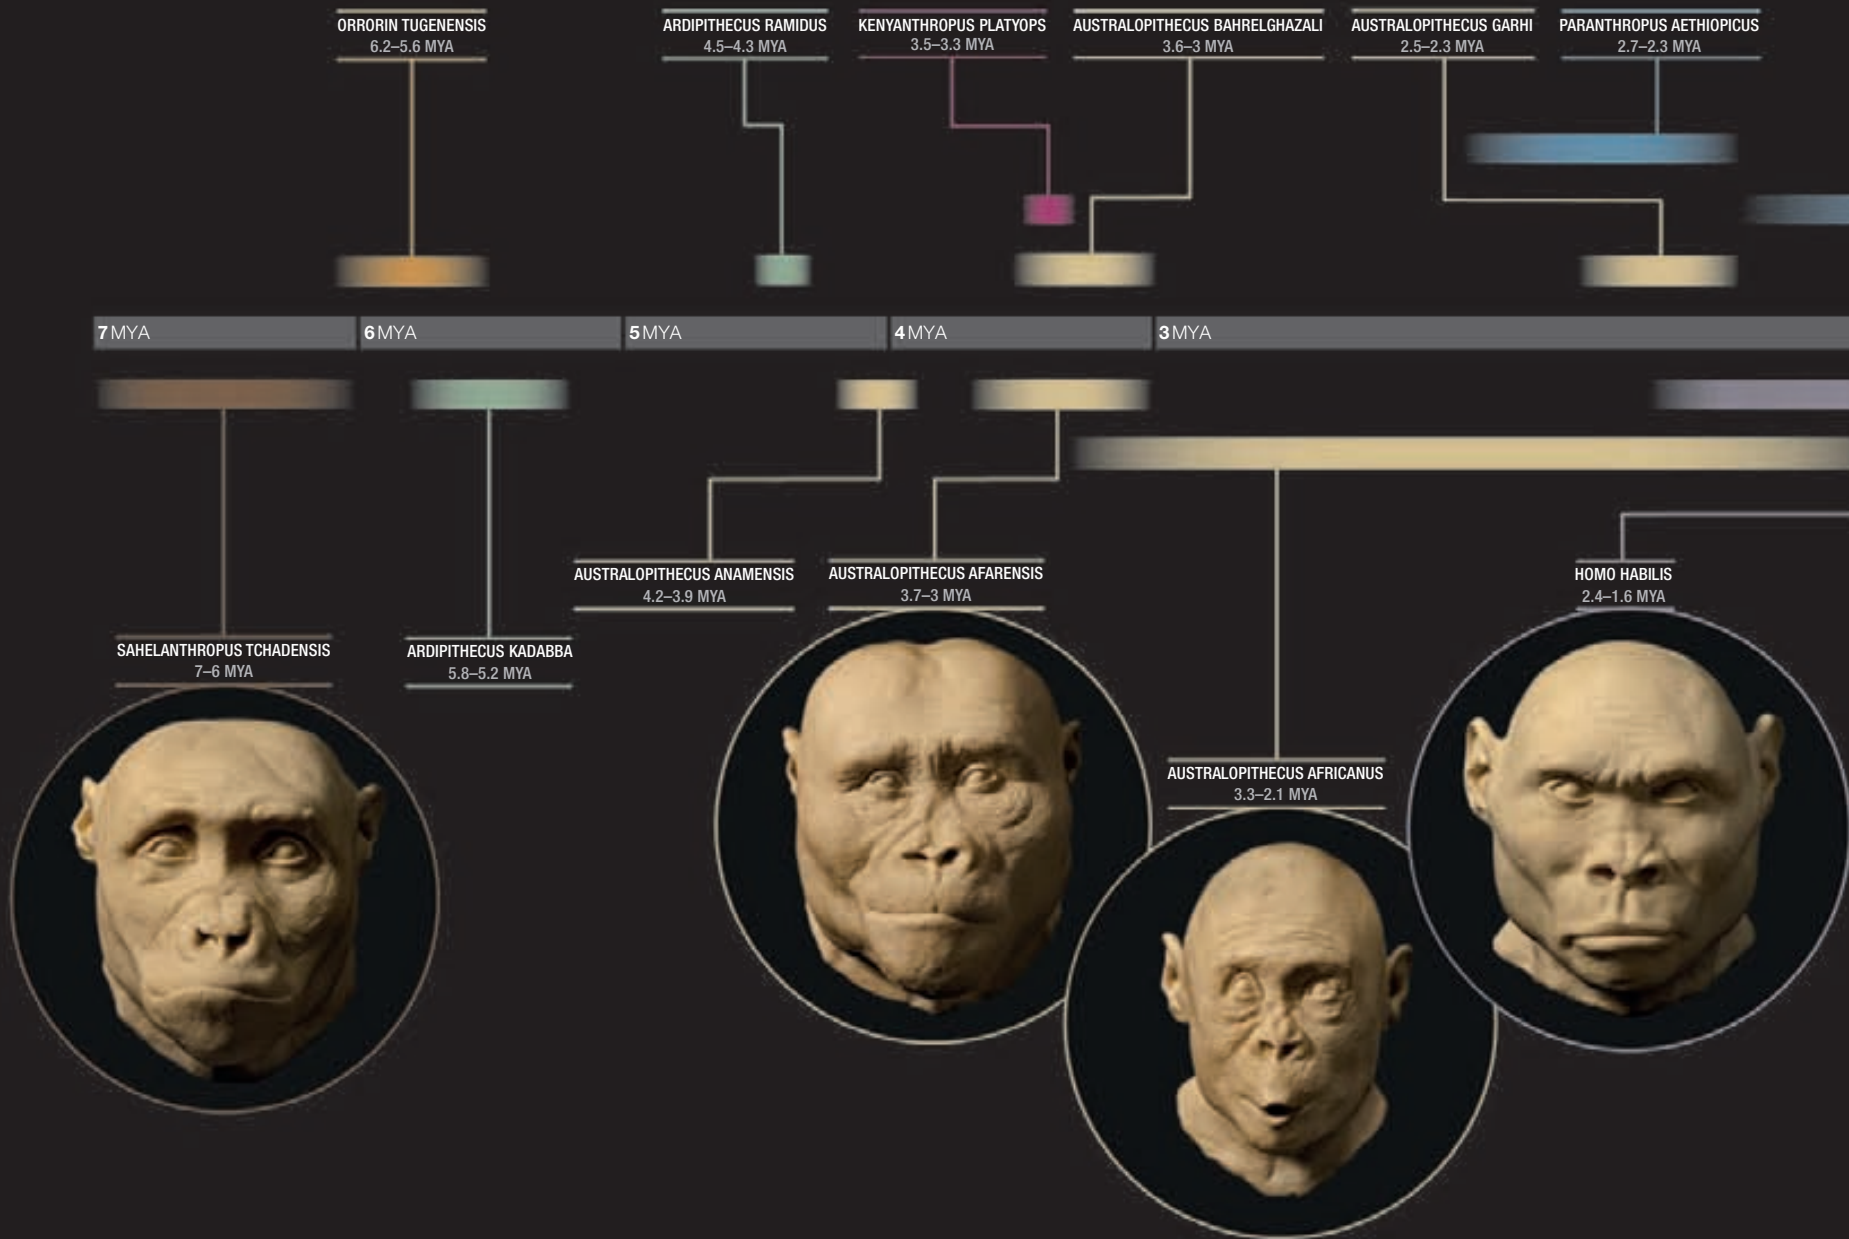 ORRORIN TUGENENSIS
6.2–5.6 MYA
ARDIPITHECUS RAMIDUS
4.5–4.3 MYA
KENYANTHROPUS PLATYOPS
3.5–3.3 MYA
AUSTRALOPITHECUS BAHRELGHAZALI
3.6–3 MYA
AUSTRALOPITHECUS GARHI
2.5–2.3 MYA
PARANTHROPUS AETHIOPICUS
2.7–2.3 MYA
7 MYA
6 MYA
5 MYA
4 MYA
3 MYA
AUSTRALOPITHECUS ANAMENSIS
4.2–3.9 MYA
AUSTRALOPITHECUS AFARENSIS
3.7–3 MYA
HOMO HABILIS
2.4–1.6 MYA
SAHELANTHROPUS TCHADENSIS
7–6 MYA
ARDIPITHECUS KADABBA
5.8–5.2 MYA
AUSTRALOPITHECUS AFRICANUS
3.3–2.1 MYA